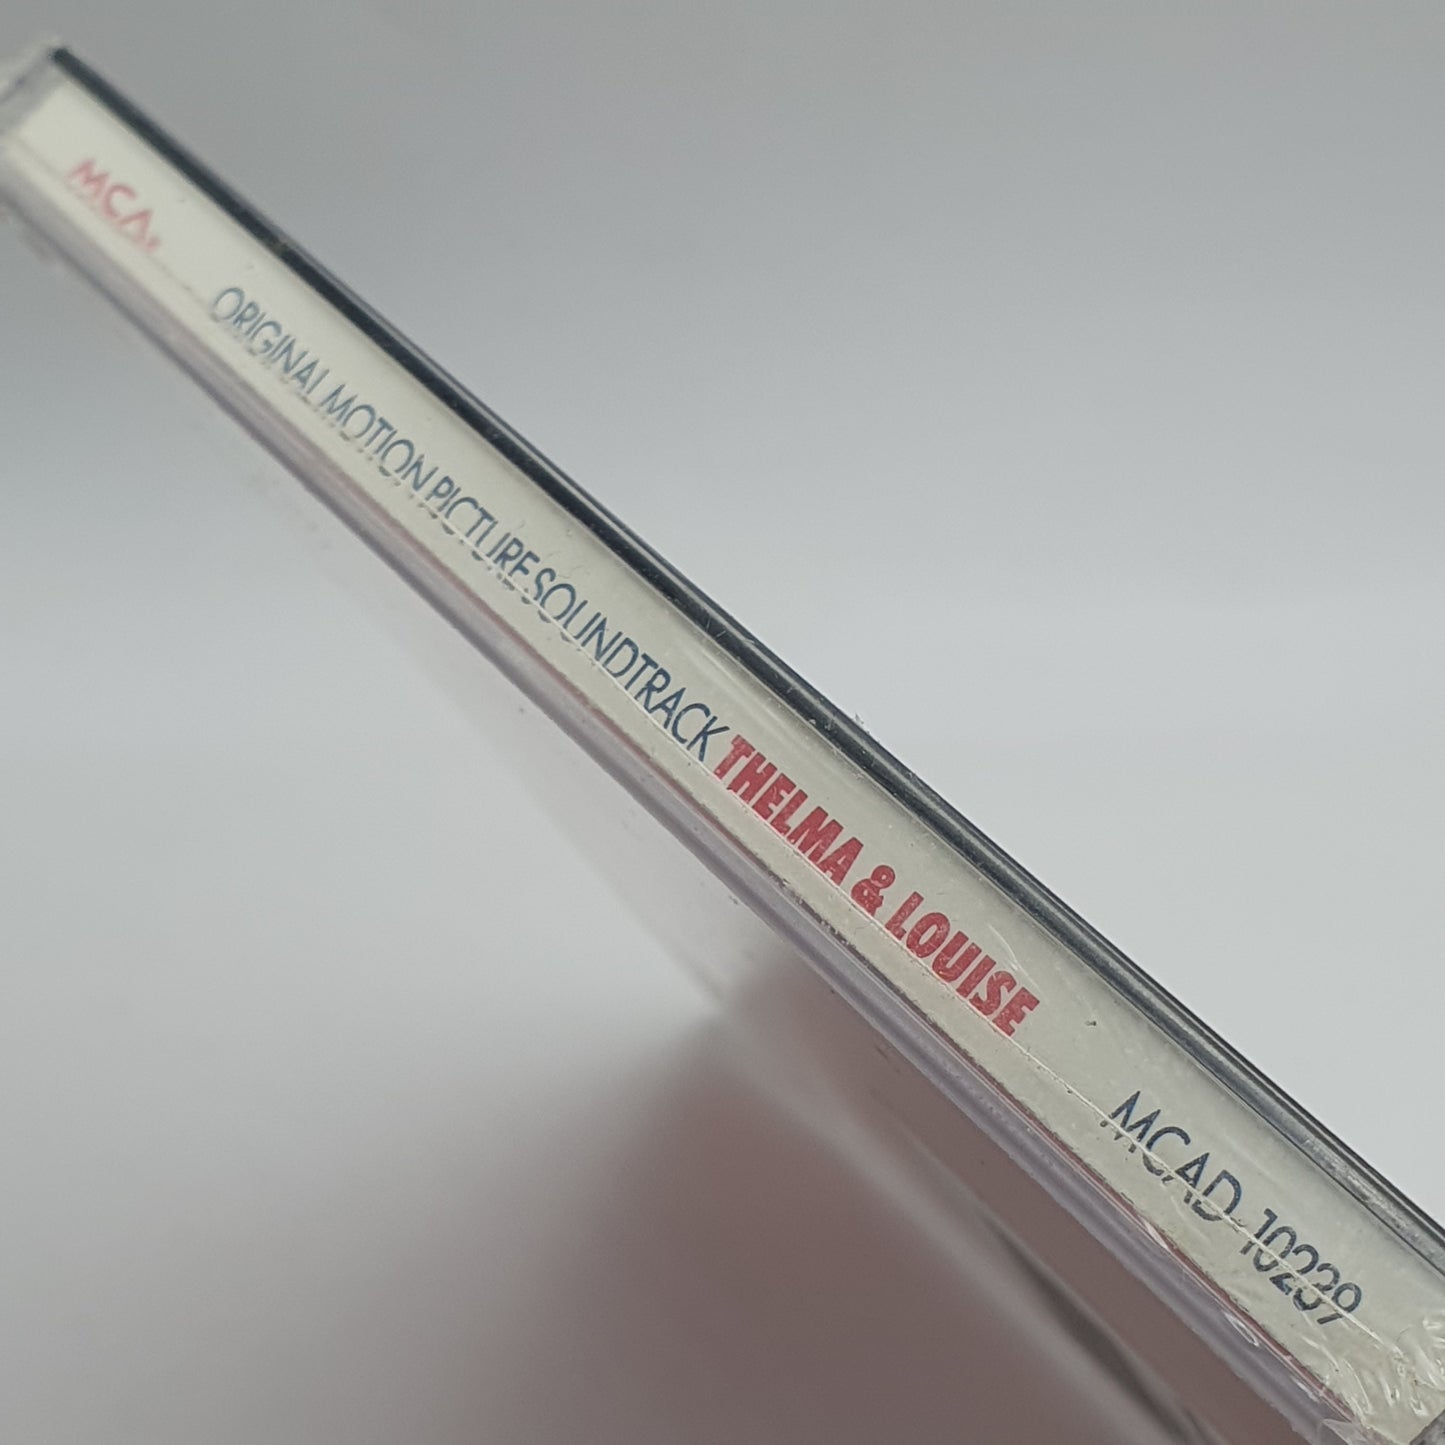 MCA. ORIGINAL MOTION PICTURE SOUNDTRACK THELMA & LOUISE MCAD-10239